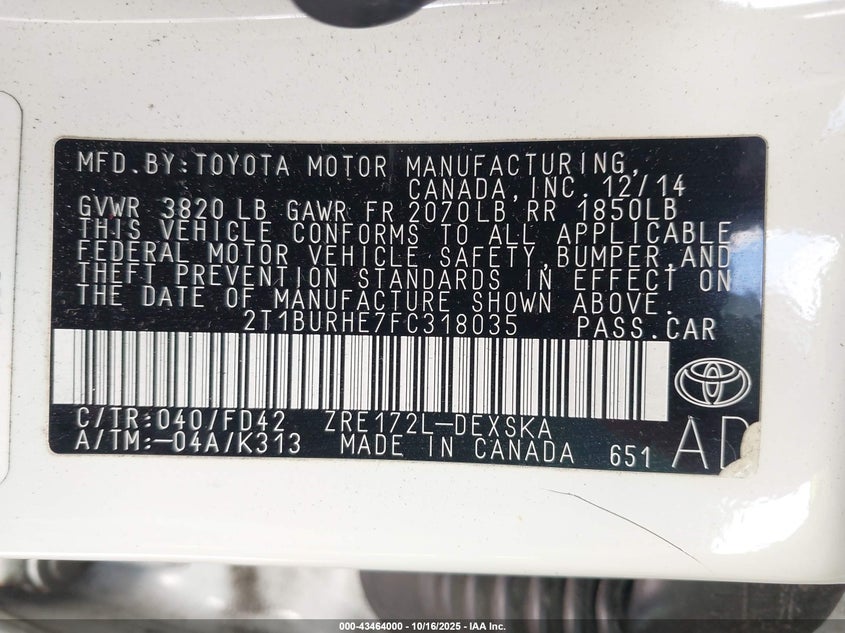 MFD.BY:TOYOTA MOTOR MANUFACTURING,
CANADA,INC. 12/14
GVWR 3820 LB GAWR FR 2070LB RR 1850LB
THIS VEHICLE CONFORMS TO ALL APPLICABLE
FEDERAL MOTOR VEHICLE SAFETY,BUMPER,AND
THEFT PREVENTION STANDARDS IN EFFECT ON
THE DATE OF MANUFACTURE SHOWN ABOVE.
2T1BURHE7FC318035 PASS.CAR
C/TR:040/FD42 ZRE172L-DEXSKA
A/TM:-04A/K313 MADE IN CANADA 651
000-43464000 | 10/16/2025 - IAA Inc.